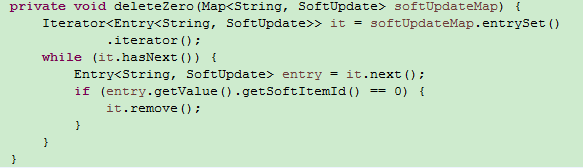 private void deleteZero(Map<String, SoftUpdate> softUpdateMap) {
    Iterator<Entry<String, SoftUpdate>> it = softUpdateMap.entrySet()
            .iterator();
    while (it.hasNext()) {
        Entry<String, SoftUpdate> entry = it.next();
        if (entry.getValue().getSoftItemId() == 0) {
            it.remove();
        }
    }
}